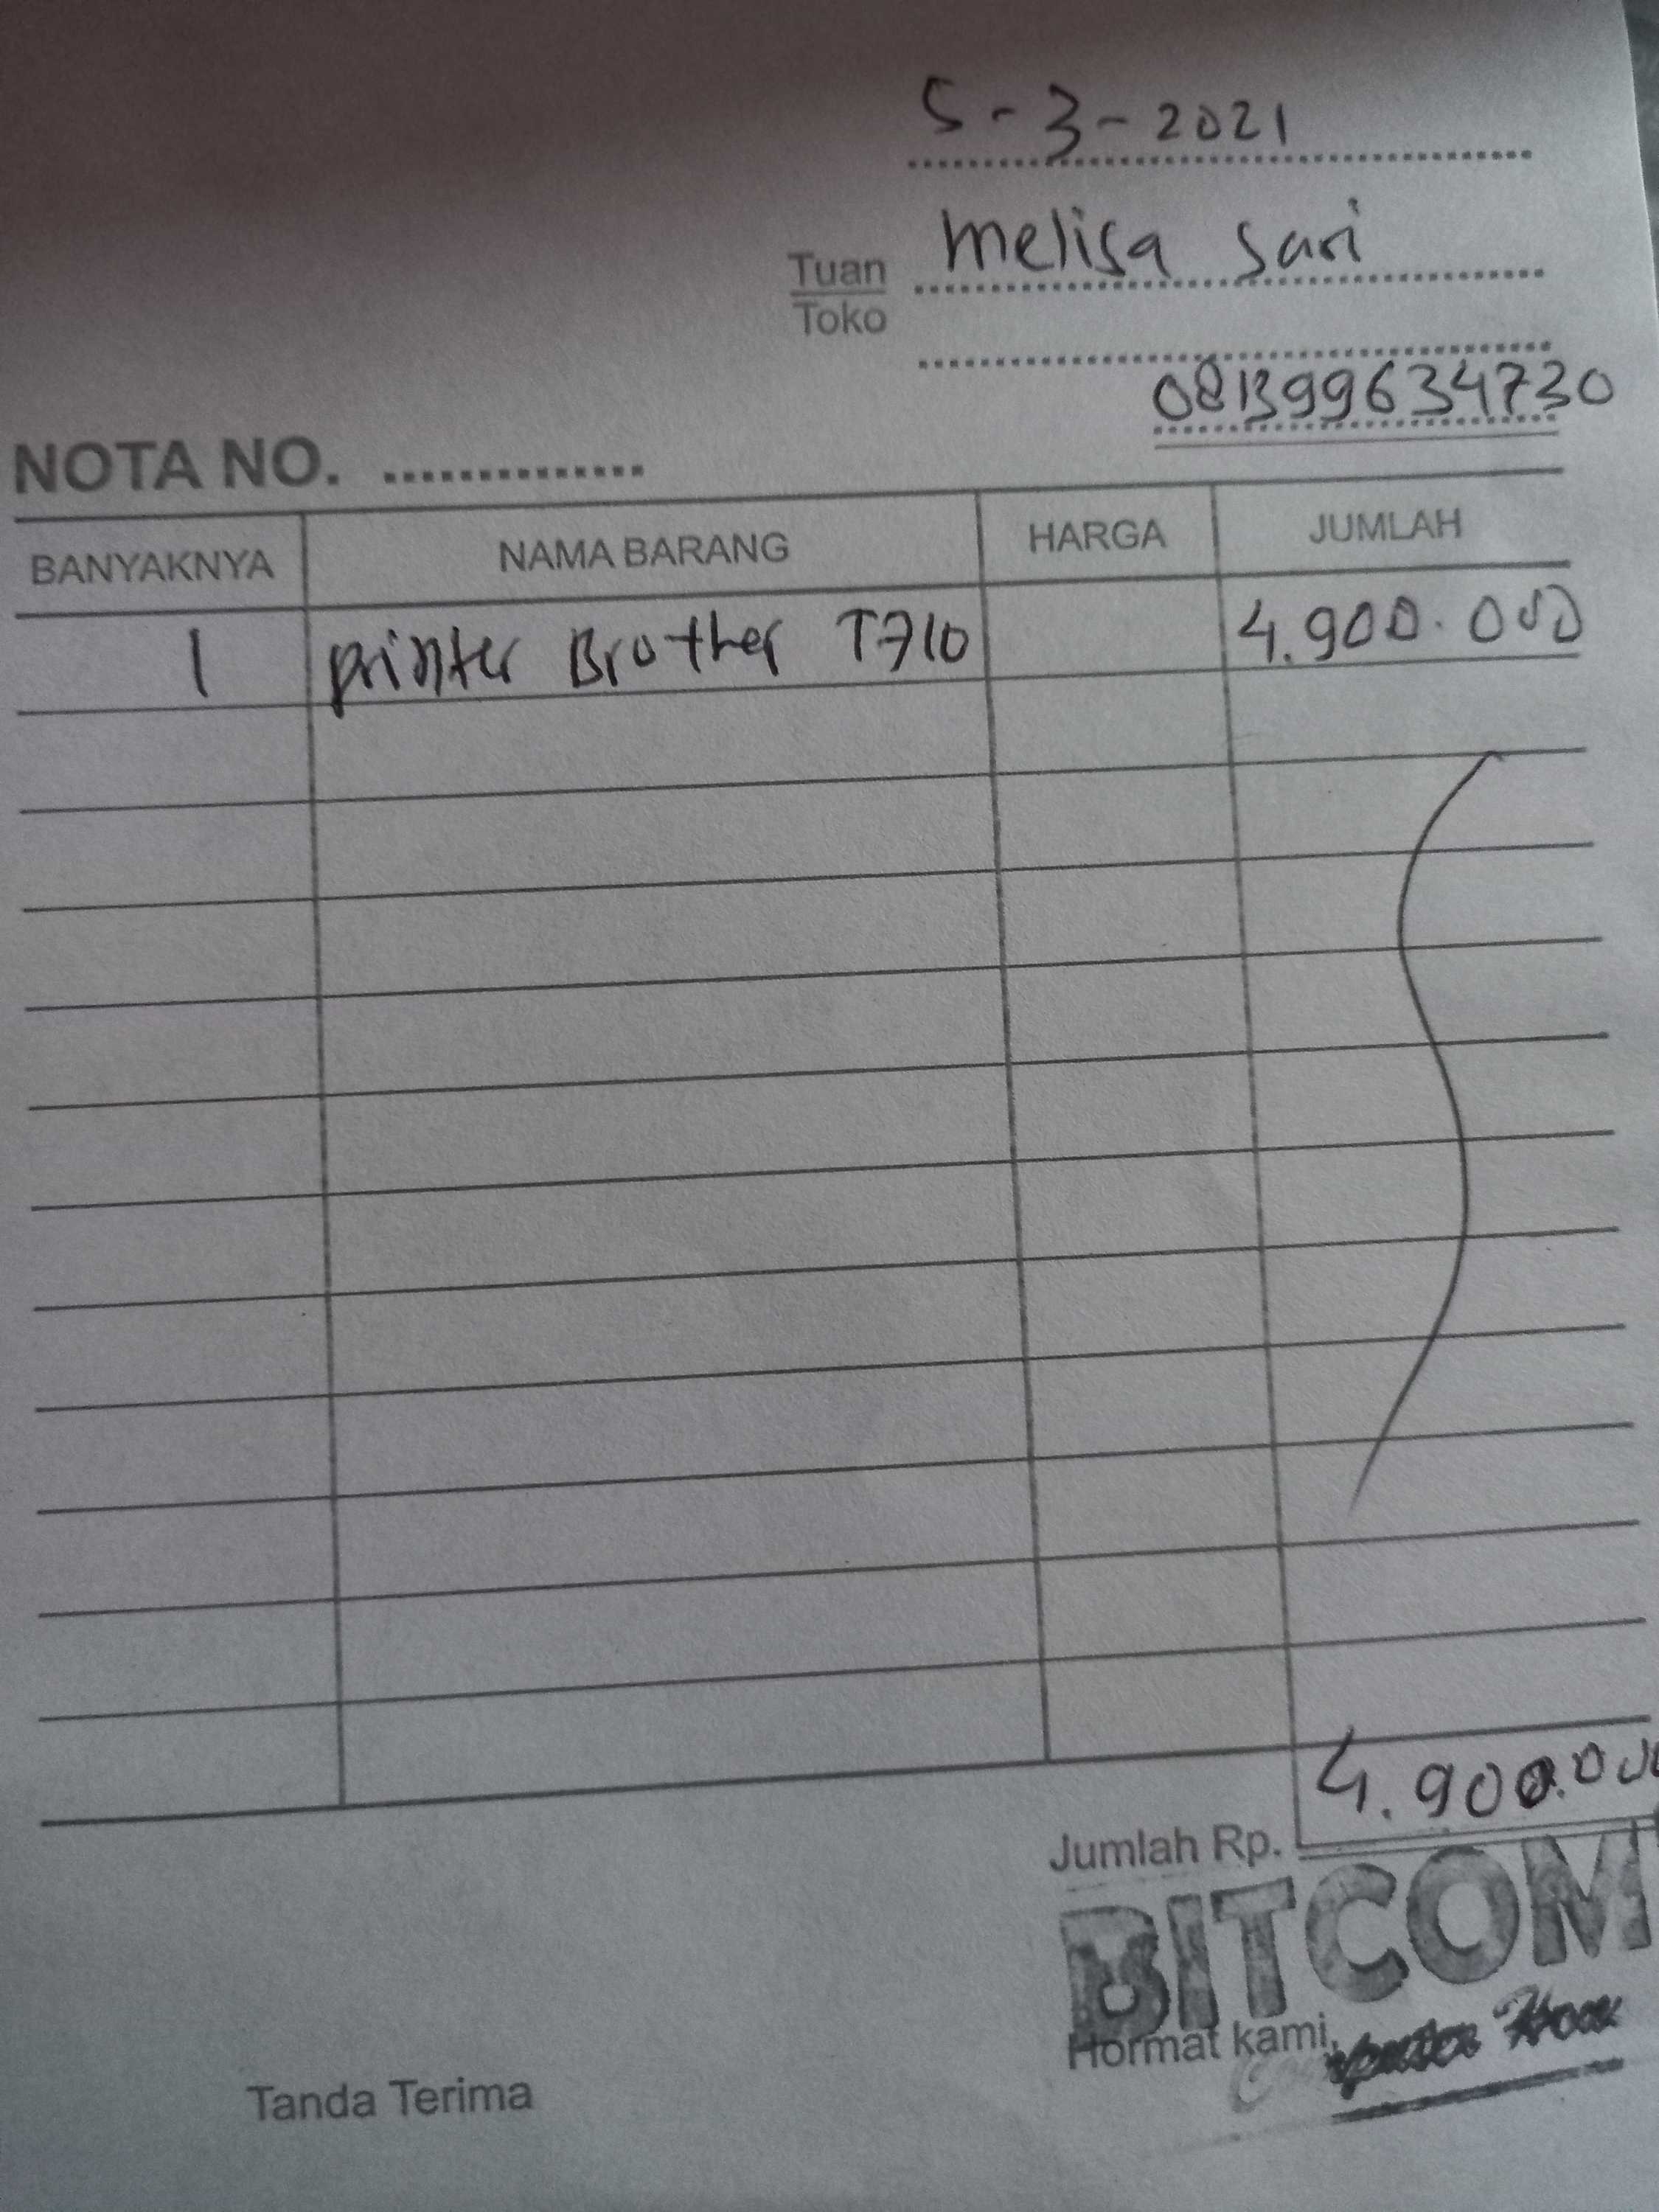 5-3-2021
Tuan Melisa Sari
Toko
081399634730
NOTA NO. ..............
BANYAKNYA NAMA BARANG HARGA JUMLAH
1 printer Brother T710 4.900.000
Jumlah Rp. 4.900.000
BITCOM
Hormat kami,
Tanda Terima